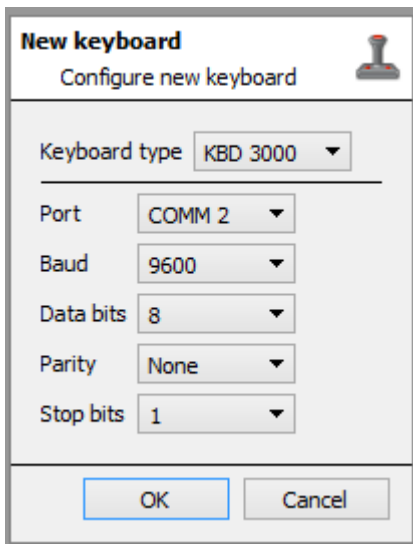 New keyboard
Configure new keyboard
Keyboard type KBD 3000
Port COMM 2
Baud 9600
Data bits 8
Parity None
Stop bits 1
OK Cancel